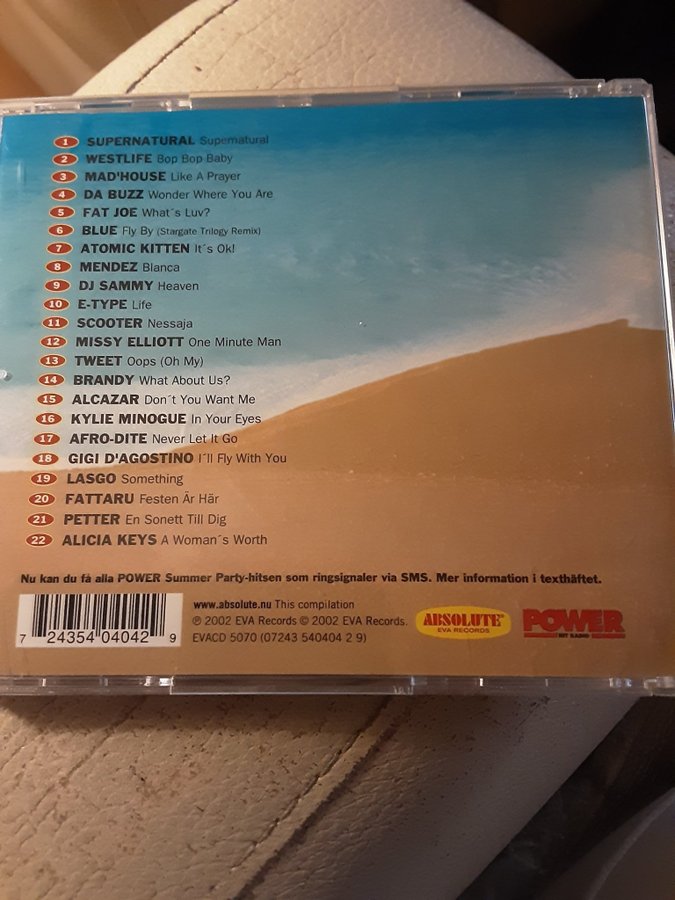 1 SUPERNATURAL Supernatural
2 WESTLIFE Bop Bop Baby
3 MAD'HOUSE Like A Prayer
4 DA BUZZ Wonder Where You Are
5 FAT JOE What´s Luv?
6 BLUE Fly By (Stargate Trilogy Remix)
7 ATOMIC KITTEN It´s Ok!
8 MENDEZ Blanca
9 DJ SAMMY Heaven
10 E-TYPE Life
11 SCOOTER Nessaja
12 MISSY ELLIOTT One Minute Man
13 TWEET Oops (Oh My)
14 BRANDY What About Us?
15 ALCAZAR Don´t You Want Me
16 KYLIE MINOGUE In Your Eyes
17 AFRO-DITE Never Let It Go
18 GIGI D'AGOSTINO I´ll Fly With You
19 LASGO Something
20 FATTARU Festen Är Här
21 PETTER En Sonett Till Dig
22 ALICIA KEYS A Woman´s Worth
Nu kan du få alla POWER Summer Party-hitsen som ringsignaler via SMS. Mer information i texthäftet.
www.absolute.nu This compilation
℗ 2002 EVA Records © 2002 EVA Records.
EVACD 5070 (07243 540404 2 9)
7 24354 04042 9
ABSOLUTE
EVA RECORDS
POWER
HIT RADIO